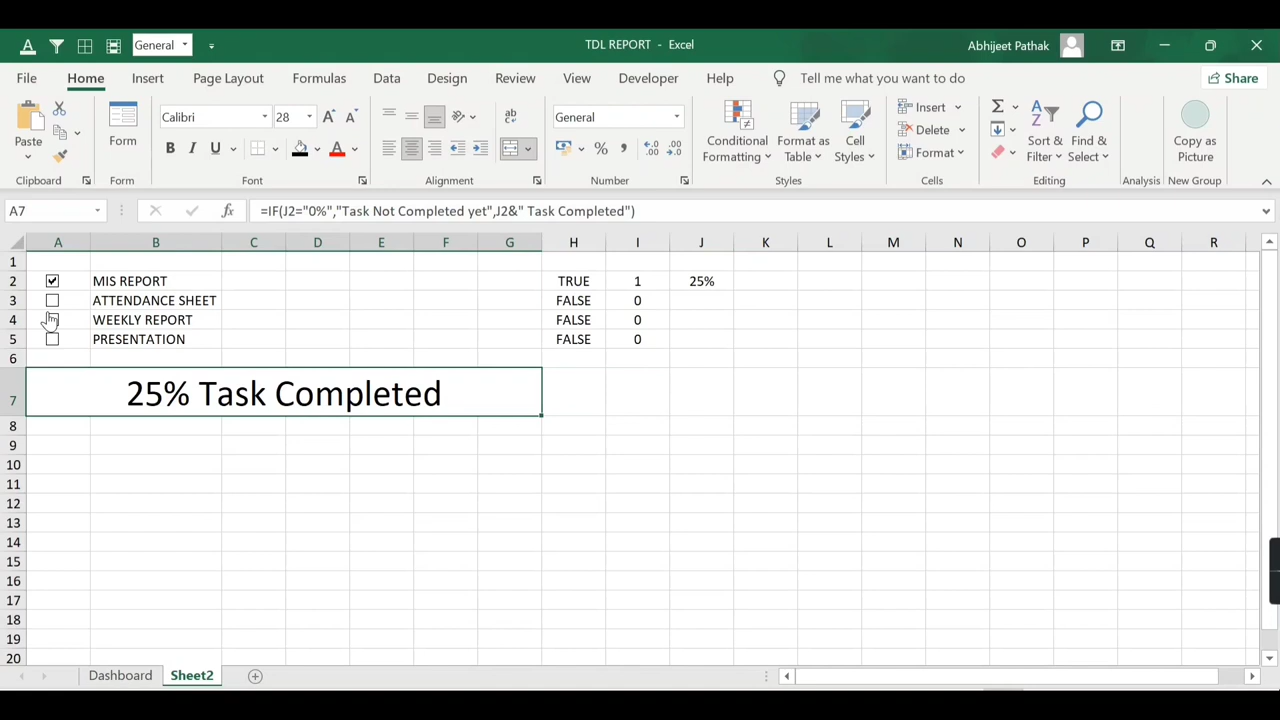 General
TDL REPORT - Excel
Abhijeet Pathak
File Home Insert Page Layout Formulas Data Design Review View Developer Help Tell me what you want to do Share
Paste
Form
Calibri 28
B I U
General
Conditional Formatting
Format as Table
Cell Styles
Insert
Delete
Format
Sort & Filter
Find & Select
Copy as Picture
Clipboard Form Font Alignment Number Styles Cells Editing Analysis New Group
A7 fx =IF(J2="0%","Task Not Completed yet",J2&" Task Completed")
A B C D E F G H I J K L M N O P Q R
1
2 MIS REPORT TRUE 1 25%
3 ATTENDANCE SHEET FALSE 0
4 WEEKLY REPORT FALSE 0
5 PRESENTATION FALSE 0
6
7 25% Task Completed
8
9
10
11
12
13
14
15
16
17
18
19
20
Dashboard Sheet2